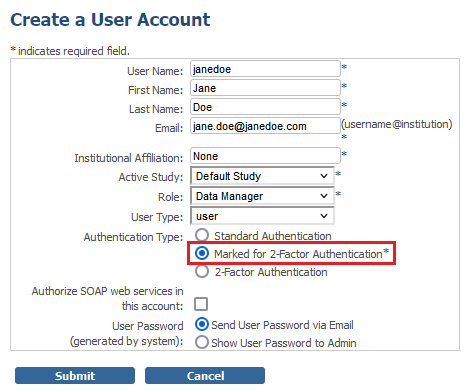 Create a User Account
* indicates required field.
User Name: janedoe *
First Name: Jane *
Last Name: Doe *
Email: jane.doe@janedoe.com (username@institution)
*
Institutional Affiliation: None *
Active Study: Default Study *
Role: Data Manager *
User Type: user
Authentication Type: Standard Authentication
Marked for 2-Factor Authentication*
2-Factor Authentication
Authorize SOAP web services in
this account:
User Password Send User Password via Email
(generated by system): Show User Password to Admin
Submit Cancel